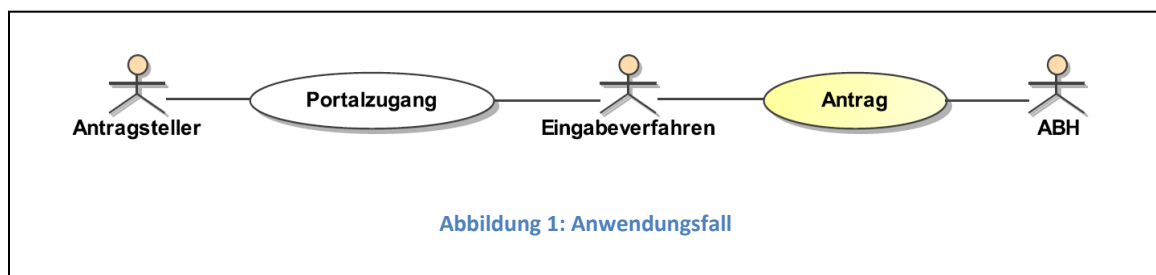 Portalzugang
Antrag
Antragsteller
Eingabeverfahren
ABH
Abbildung 1: Anwendungsfall